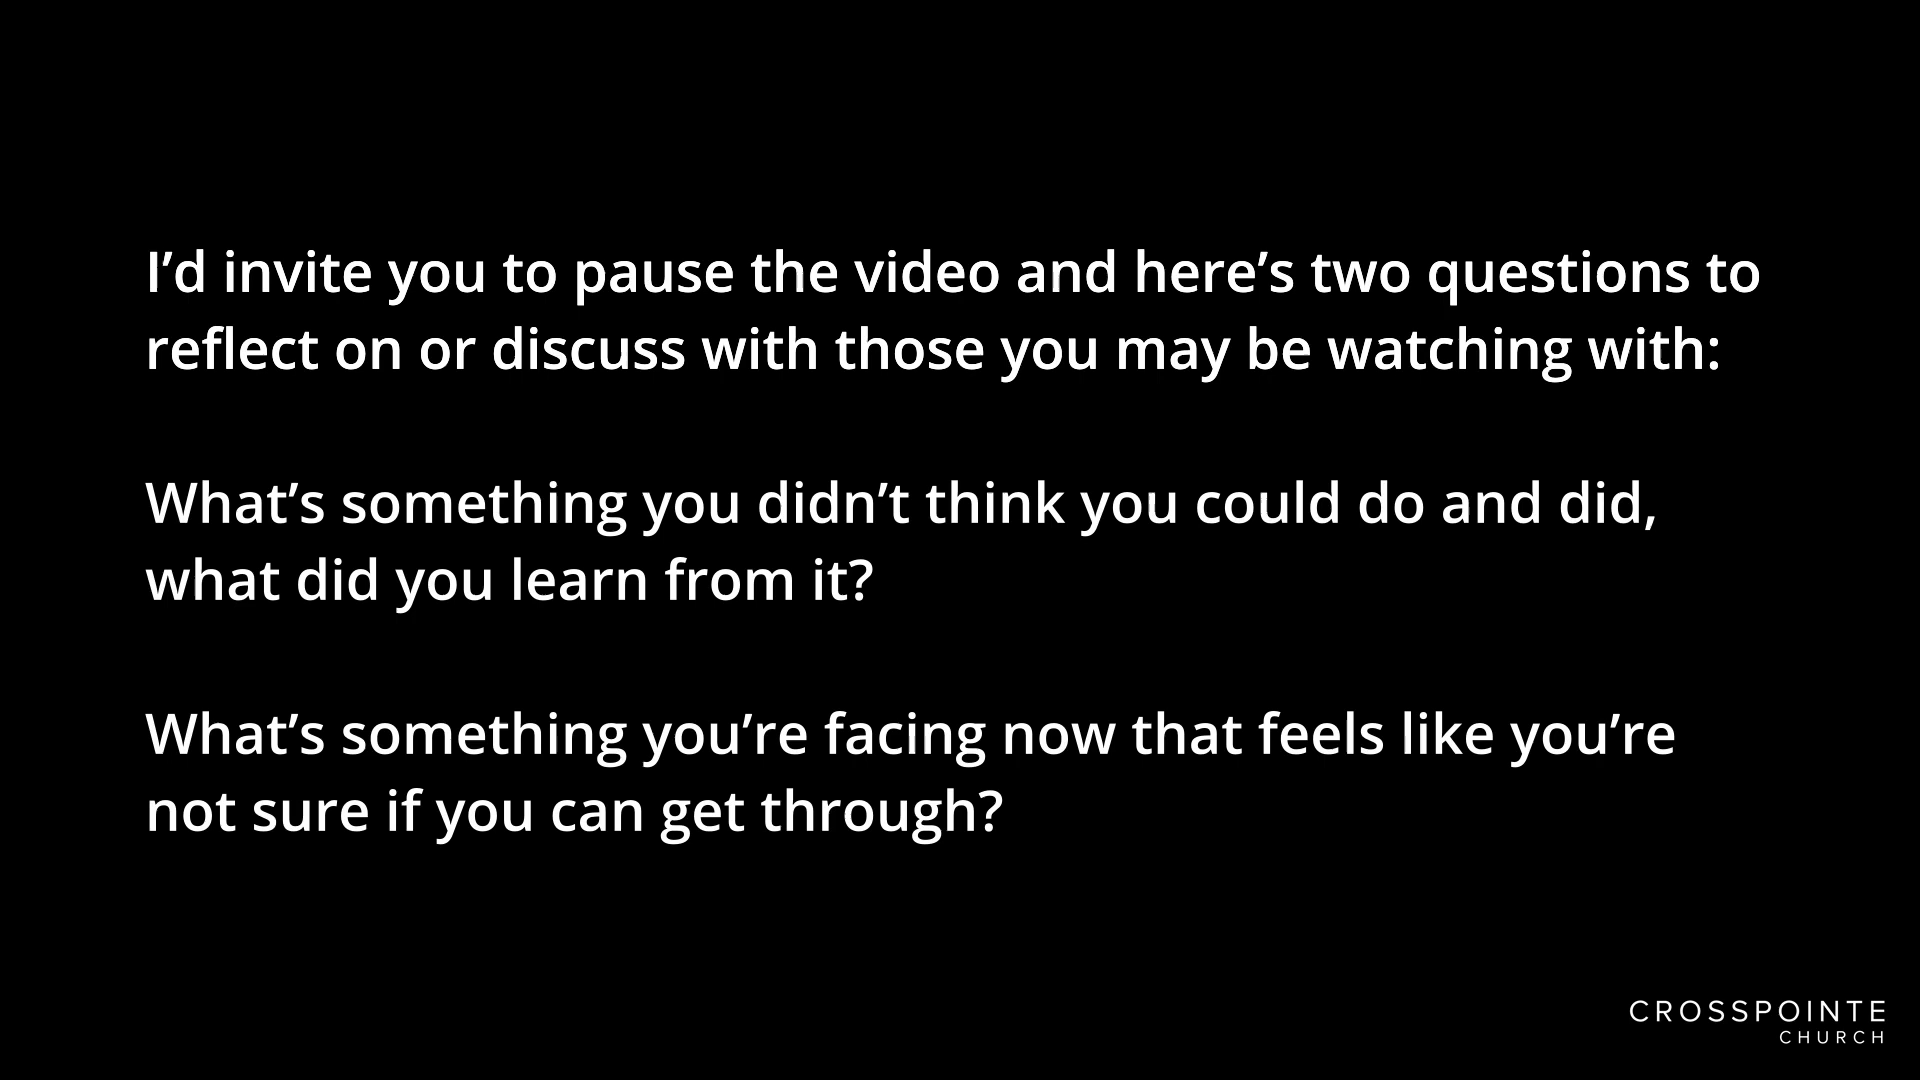 I’d invite you to pause the video and here’s two questions to
reflect on or discuss with those you may be watching with:
What’s something you didn’t think you could do and did,
what did you learn from it?
What’s something you’re facing now that feels like you’re
not sure if you can get through?
CROSSPOINTE
CHURCH